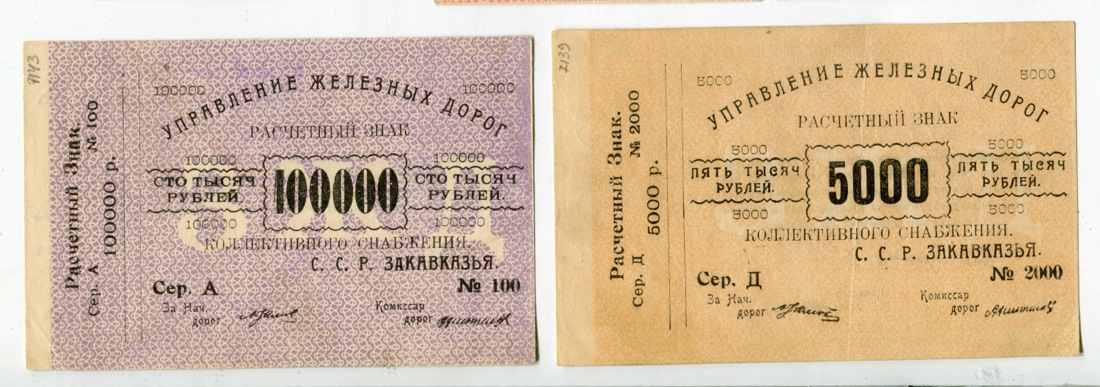 7143
Расчетный Знак.
№ 100
Сер. А 100000 р.
УПРАВЛЕНИЕ ЖЕЛЕЗНЫХ ДОРОГ
100000 100000
РАСЧЕТНЫЙ ЗНАК
100000 100000
СТО ТЫСЯЧ РУБЛЕЙ.
100000
СТО ТЫСЯЧ РУБЛЕЙ.
100000 100000
КОЛЛЕКТИВНОГО СНАБЖЕНИЯ.
С. С. Р. ЗАКАВКАЗЬЯ.
Сер. А № 100
За Нач. дорог
Комиссар дорог
7139
Расчетный Знак.
№ 2000
Сер. Д 5000 р.
УПРАВЛЕНИЕ ЖЕЛЕЗНЫХ ДОРОГ
5000 5000
РАСЧЕТНЫЙ ЗНАК
5000 5000
ПЯТЬ ТЫСЯЧ РУБЛЕЙ.
5000
ПЯТЬ ТЫСЯЧ РУБЛЕЙ.
5000 5000
КОЛЛЕКТИВНОГО СНАБЖЕНИЯ.
С. С. Р. ЗАКАВКАЗЬЯ.
Сер. Д № 2000
За Нач. дорог
Комиссар дорог